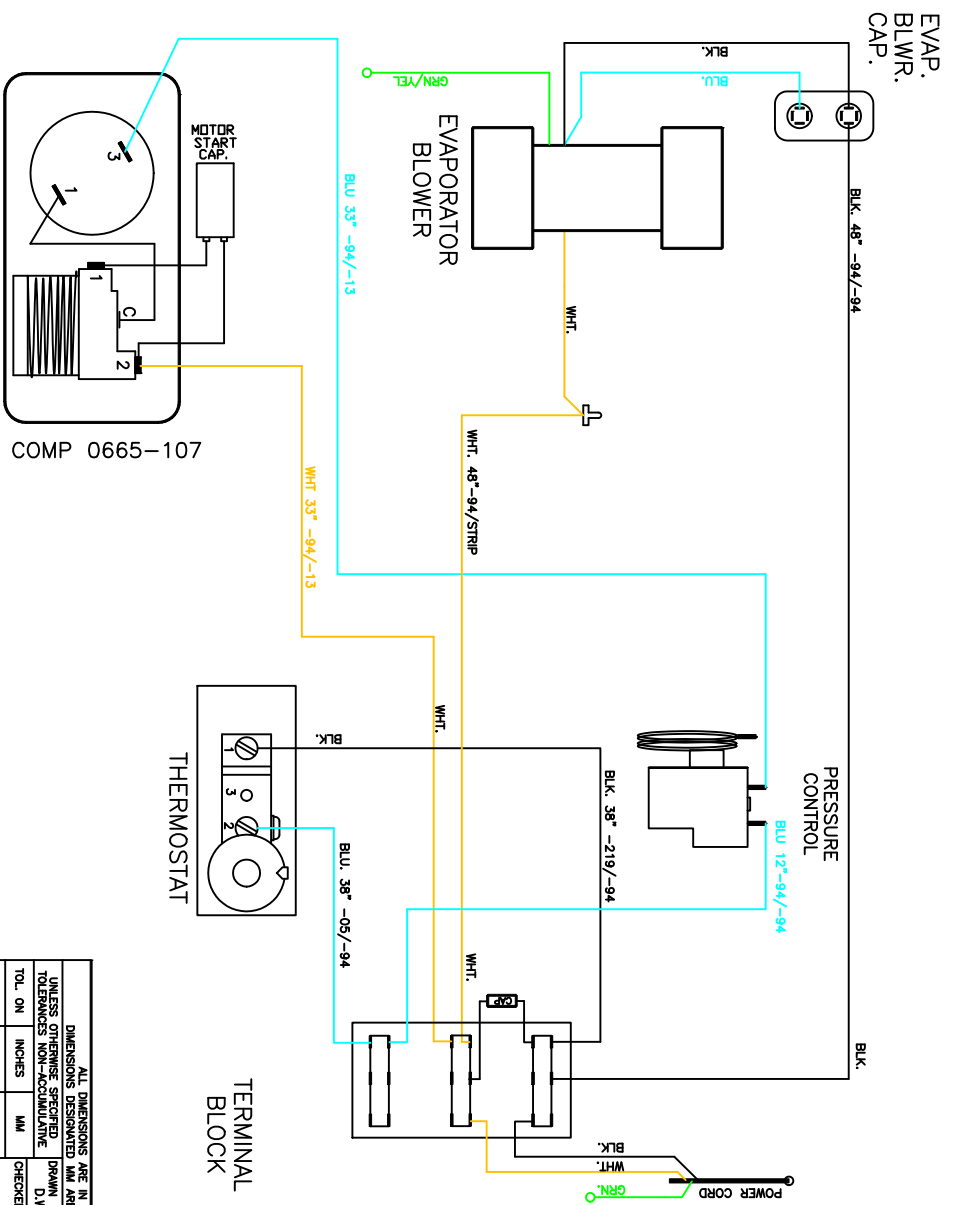 EVAP.
BLWR.
CAP.
BLK.
BLU.
GRN/YEL
EVAPORATOR
BLOWER
BLK. 48" -94/-94
WHT.
WHT. 48"-94/STRIP
MOTOR
START
CAP.
3
1
1
C
2
BLU 33" -94/-13
WHT 33" -94/-13
COMP 0665-107
PRESSURE
CONTROL
BLU 12"-94/-94
WHT.
BLK.
1
3
2
THERMOSTAT
BLK. 38" -219/-94
BLU. 38" -05/-94
WHT.
CAP
BLK.
TERMINAL
BLOCK
BLK.
WHT.
GRN.
POWER CORD
ALL DIMENSIONS ARE IN
DIMENSIONS DESIGNATED MM ARE
UNLESS OTHERWISE SPECIFIED
TOLERANCES NON-ACCUMULATIVE
DRAWN
D.W
TOL. ON
INCHES
MM
CHECKED